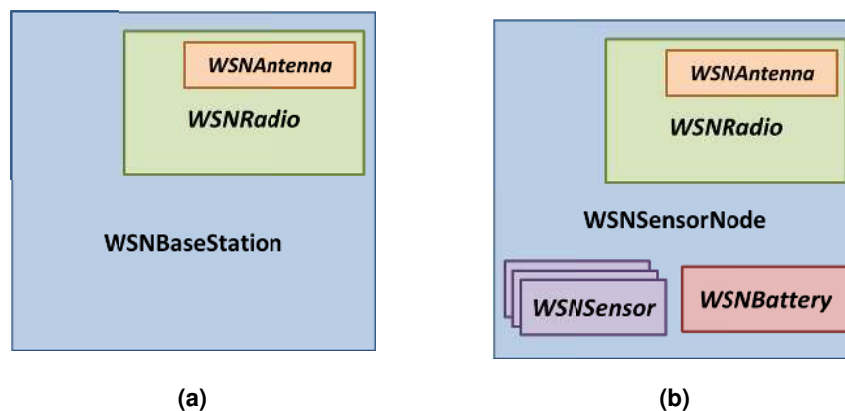 WSNAntenna
WSNRadio
WSNBaseStation
(a)
WSNAntenna
WSNRadio
WSNSensorNode
WSNSensor
WSNBattery
(b)